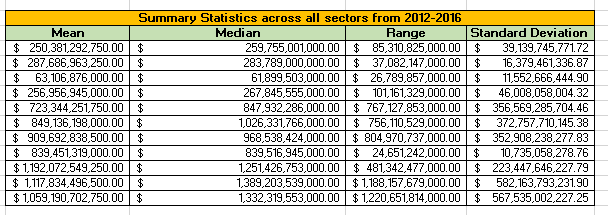 Summary Statistics across all sectors from 2012-2016
Mean Median Range Standard Deviation
$ 250,381,292,750.00 $ 259,755,001,000.00 $ 85,310,825,000.00 $ 39,139,745,771.72
$ 287,686,963,250.00 $ 283,789,000,000.00 $ 37,082,147,000.00 $ 16,379,461,336.87
$ 63,106,876,000.00 $ 61,899,503,000.00 $ 26,789,857,000.00 $ 11,552,666,444.90
$ 256,956,945,000.00 $ 267,845,555,000.00 $ 101,161,329,000.00 $ 46,008,058,004.32
$ 723,344,251,750.00 $ 847,932,286,000.00 $ 767,127,853,000.00 $ 356,569,285,704.46
$ 849,136,198,000.00 $ 1,026,331,766,000.00 $ 756,110,529,000.00 $ 372,757,710,145.38
$ 909,692,838,500.00 $ 968,538,424,000.00 $ 804,970,737,000.00 $ 352,908,238,277.83
$ 839,451,319,000.00 $ 839,516,945,000.00 $ 24,651,242,000.00 $ 10,735,058,278.76
$ 1,192,072,549,250.00 $ 1,251,426,753,000.00 $ 481,342,477,000.00 $ 223,447,646,227.79
$ 1,117,834,496,500.00 $ 1,389,203,539,000.00 $ 1,188,157,679,000.00 $ 582,163,793,231.90
$ 1,059,190,702,750.00 $ 1,332,319,553,000.00 $ 1,220,651,814,000.00 $ 567,535,002,227.25